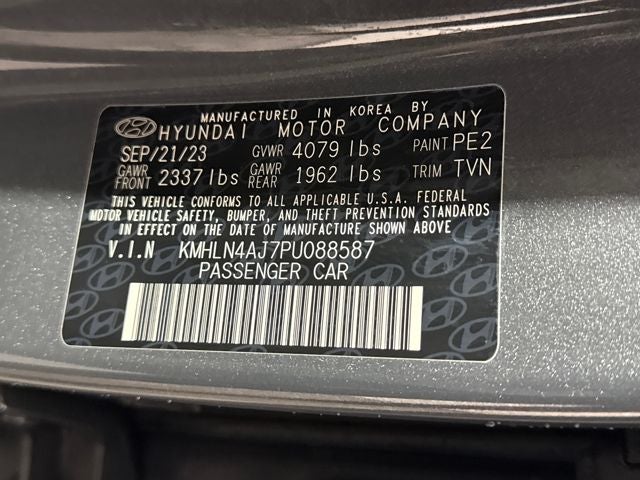 MANUFACTURED IN KOREA BY
HYUNDAI MOTOR COMPANY
SEP/21/23 GVWR 4079 lbs PAINT PE2
GAWR FRONT 2337 lbs GAWR REAR 1962 lbs TRIM TVN
THIS VEHICLE CONFORMS TO ALL APPLICABLE U.S.A. FEDERAL
MOTOR VEHICLE SAFETY, BUMPER, AND THEFT PREVENTION STANDARDS
IN EFFECT ON THE DATE OF MANUFACTURE SHOWN ABOVE
V.I.N KMHLN4AJ7PU088587
PASSENGER CAR